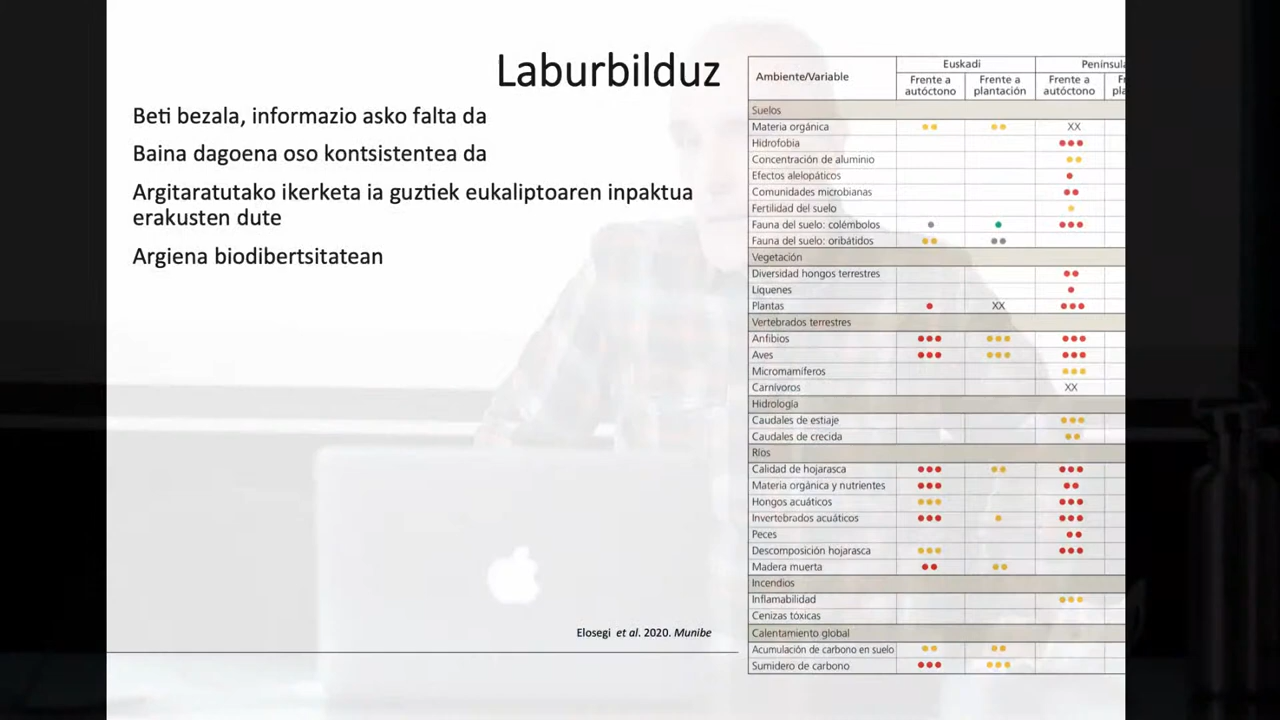 Laburbilduz
Beti bezala, informazio asko falta da
Baina dagoena oso kontsistentea da
Argitaratutako ikerketa ia guztiek eukaliptoaren inpaktua
erakusten dute
Argiena biodibertsitatean
Elosegi et al. 2020. Munibe
Ambiente/Variable Euskadi Penínsul
Frente a autóctono Frente a plantación Frente a autóctono
Suelos
Materia orgánica XX
Hidrofobia
Concentración de aluminio
Efectos alelopáticos
Comunidades microbianas
Fertilidad del suelo
Fauna del suelo: colémbolos
Fauna del suelo: oribátidos
Vegetación
Diversidad hongos terrestres
Líquenes
Plantas XX
Vertebrados terrestres
Anfibios
Aves
Micromamíferos
Carnívoros XX
Hidrología
Caudales de estiaje
Caudales de crecida
Ríos
Calidad de hojarasca
Materia orgánica y nutrientes
Hongos acuáticos
Invertebrados acuáticos
Peces
Descomposición hojarasca
Madera muerta
Incendios
Inflamabilidad
Cenizas tóxicas
Calentamiento global
Acumulación de carbono en suelo
Sumidero de carbono